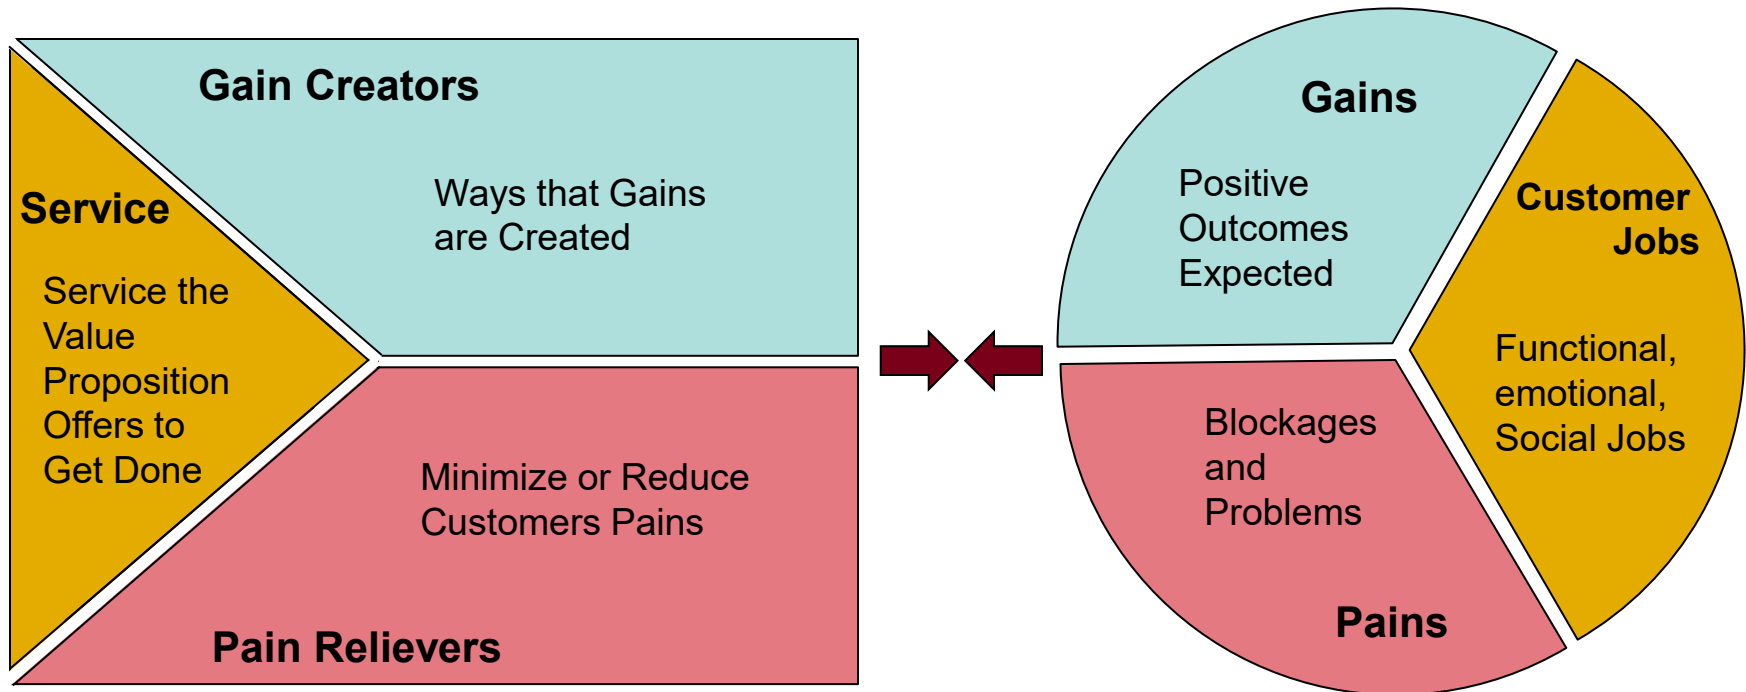 Gain Creators
Ways that Gains
are Created
Service
Service the
Value
Proposition
Offers to
Get Done
Minimize or Reduce
Customers Pains
Pain Relievers
Gains
Positive
Outcomes
Expected
Customer
Jobs
Functional,
emotional,
Social Jobs
Blockages
and
Problems
Pains